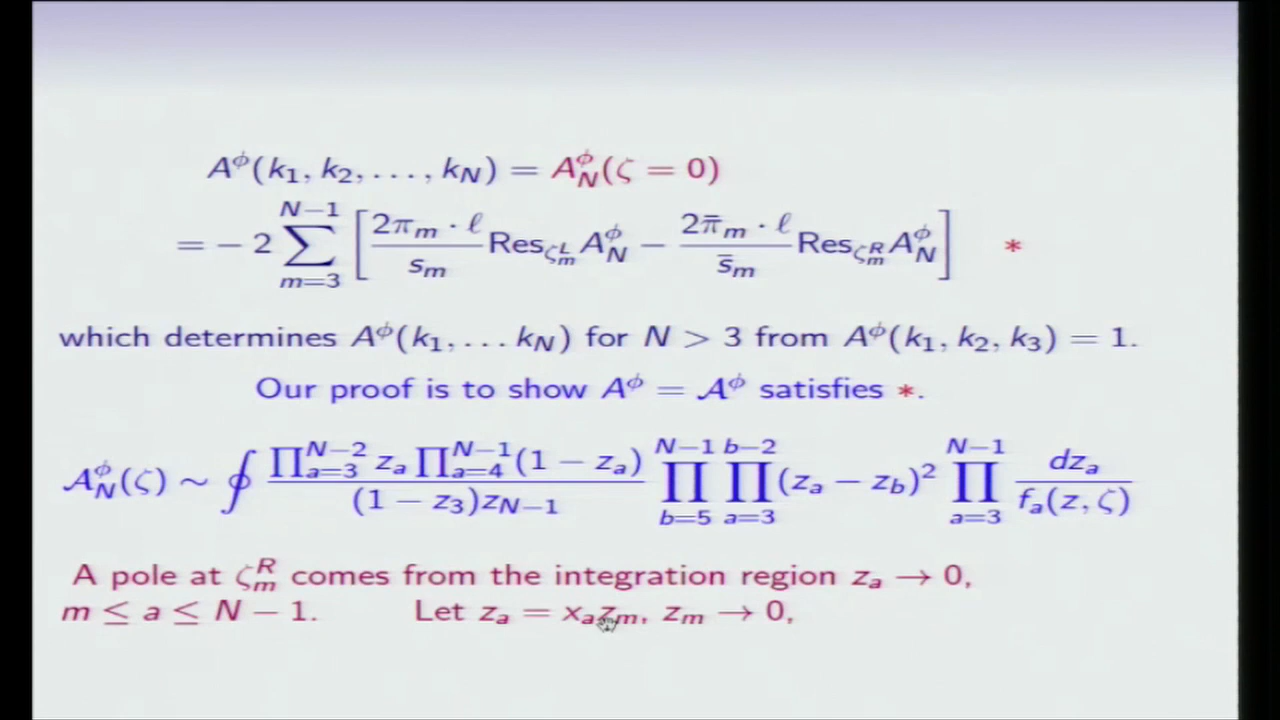 A^ϕ(k_1, k_2, . . . , k_N) = A^ϕ_N(ζ = 0)
= − 2 ∑_{m=3}^{N−1} [ \frac{2π_m · ℓ}{s_m} Res_{ζ^L_m} A^ϕ_N − \frac{2π̄_m · ℓ}{s̄_m} Res_{ζ^R_m} A^ϕ_N ] *
which determines A^ϕ(k_1, . . . k_N) for N > 3 from A^ϕ(k_1, k_2, k_3) = 1.
Our proof is to show A^ϕ = 𝒜^ϕ satisfies *.
𝒜^ϕ_N(ζ) ∼ ∮ \frac{∏_{a=3}^{N−2} z_a ∏_{a=4}^{N−1} (1 − z_a)}{(1 − z_3)z_{N−1}} ∏_{b=5}^{N−1} ∏_{a=3}^{b−2} (z_a − z_b)^2 ∏_{a=3}^{N−1} \frac{dz_a}{f_a(z, ζ)}
A pole at ζ^R_m comes from the integration region z_a → 0,
m ≤ a ≤ N − 1. Let z_a = x_a z_m, z_m → 0,